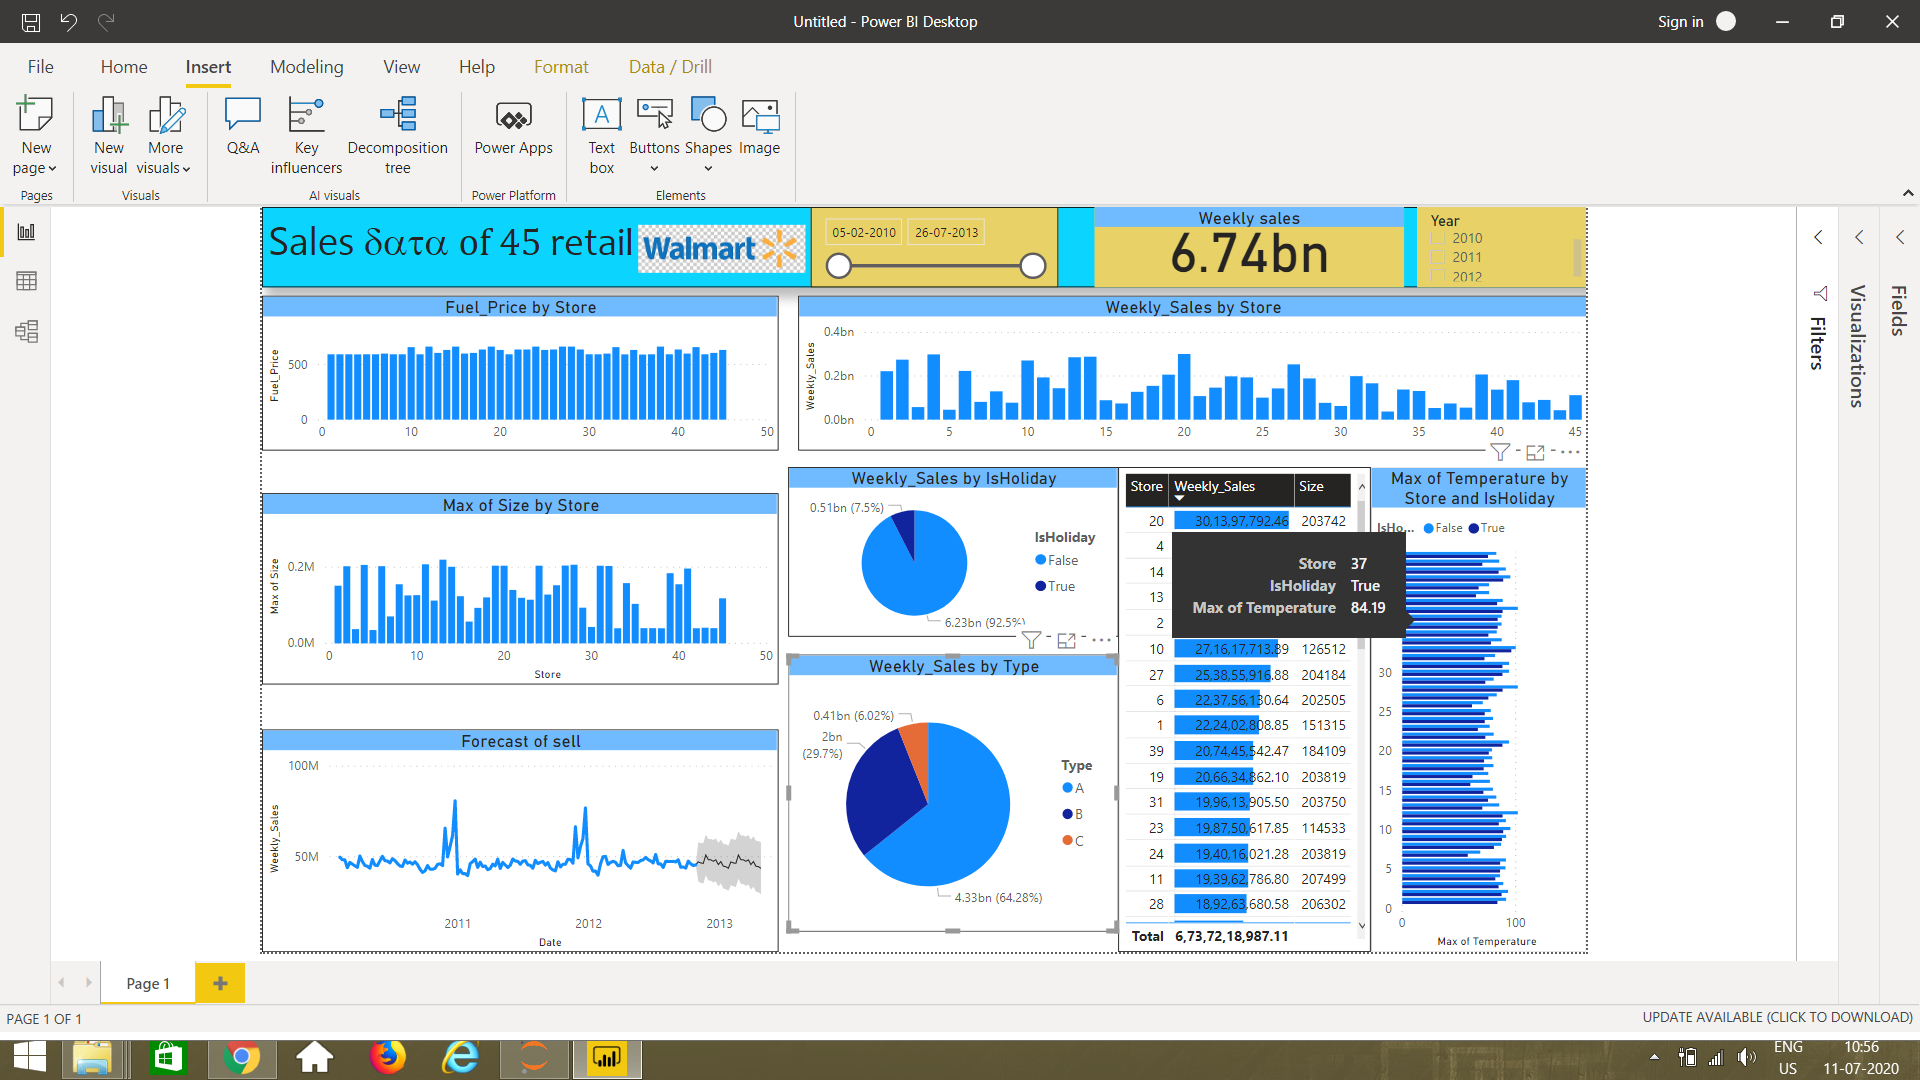 Untitled - Power BI Desktop
Sign in
File Home Insert Modeling View Help Format Data / Drill
New page
New visual
More visuals
Q&A
Key influencers
Decomposition tree
Power Apps
Text box
Buttons
Shapes
Image
Pages
Visuals
AI visuals
Power Platform
Elements
Sales δατα of 45 retail
Walmart
05-02-2010 26-07-2013
Weekly sales
6.74bn
Year
2010
2011
2012
Filters
Visualizations
Fields
Fuel_Price by Store
Fuel_Price
500
0
0 10 20 30 40 50
Weekly_Sales by Store
Weekly_Sales
0.4bn
0.2bn
0.0bn
0 5 10 15 20 25 30 35 40 45
Max of Size by Store
Max of Size
0.2M
0.0M
0 10 20 30 40 50
Store
Weekly_Sales by IsHoliday
0.51bn (7.5%)
6.23bn (92.5%)
IsHoliday
False
True
Store Weekly_Sales Size
20 30,13,97,792.46 203742
4
14
13
2
10 27,16,17,713.89 126512
27 25,38,55,916.88 204184
6 22,37,56,130.64 202505
1 22,24,02,808.85 151315
39 20,74,45,542.47 184109
19 20,66,34,862.10 203819
31 19,96,13,905.50 203750
23 19,87,50,617.85 114533
24 19,40,16,021.28 203819
11 19,39,62,786.80 207499
28 18,92,63,680.58 206302
Total 6,73,72,18,987.11
Store 37
IsHoliday True
Max of Temperature 84.19
Max of Temperature by
Store and IsHoliday
IsHo... False True
30
25
20
15
10
5
0
0 100
Max of Temperature
Weekly_Sales by Type
0.41bn (6.02%)
2bn
(29.7%)
4.33bn (64.28%)
Type
A
B
C
Forecast of sell
Weekly_Sales
100M
50M
2011 2012 2013
Date
Page 1
PAGE 1 OF 1
UPDATE AVAILABLE (CLICK TO DOWNLOAD)
ENG
US
10:56
11-07-2020